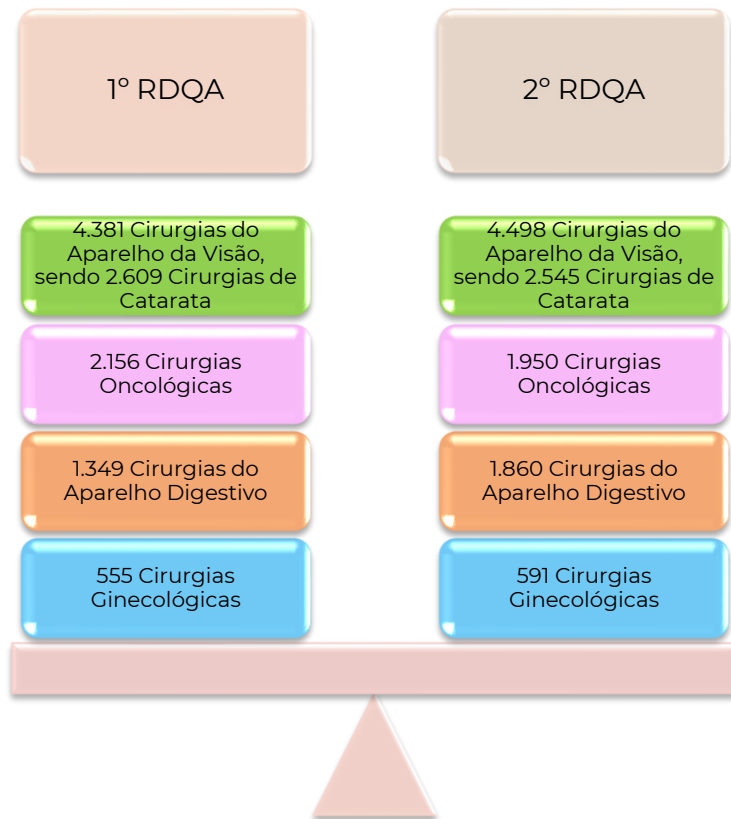 1º RDQA
2º RDQA
4.381 Cirurgias do
Aparelho da Visão,
sendo 2.609 Cirurgias de
Catarata
4.498 Cirurgias do
Aparelho da Visão,
sendo 2.545 Cirurgias de
Catarata
2.156 Cirurgias
Oncológicas
1.950 Cirurgias
Oncológicas
1.349 Cirurgias do
Aparelho Digestivo
1.860 Cirurgias do
Aparelho Digestivo
555 Cirurgias
Ginecológicas
591 Cirurgias
Ginecológicas